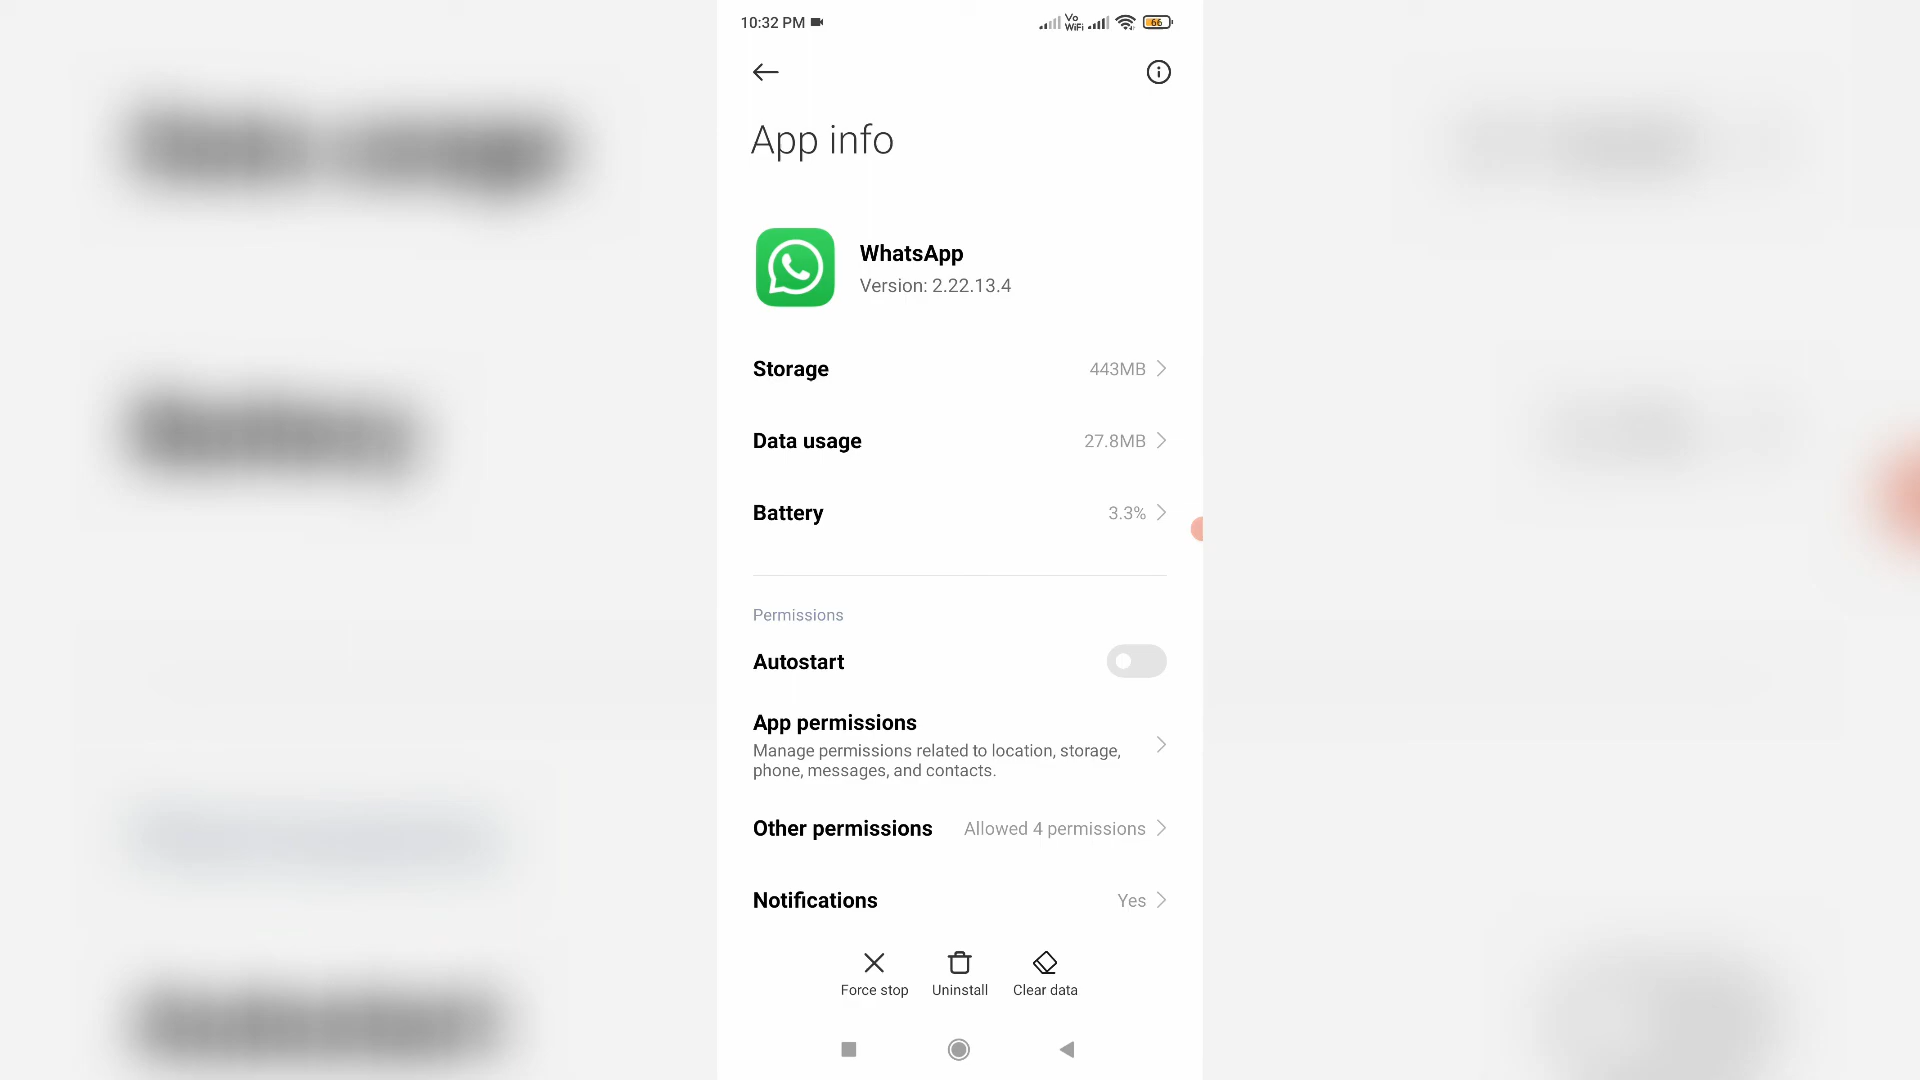 10:32 PM
Vo
WiFi
66
App info
WhatsApp
Version: 2.22.13.4
Storage 443MB
Data usage 27.8MB
Battery 3.3%
Permissions
Autostart
App permissions
Manage permissions related to location, storage,
phone, messages, and contacts.
Other permissions Allowed 4 permissions
Notifications Yes
Force stop Uninstall Clear data